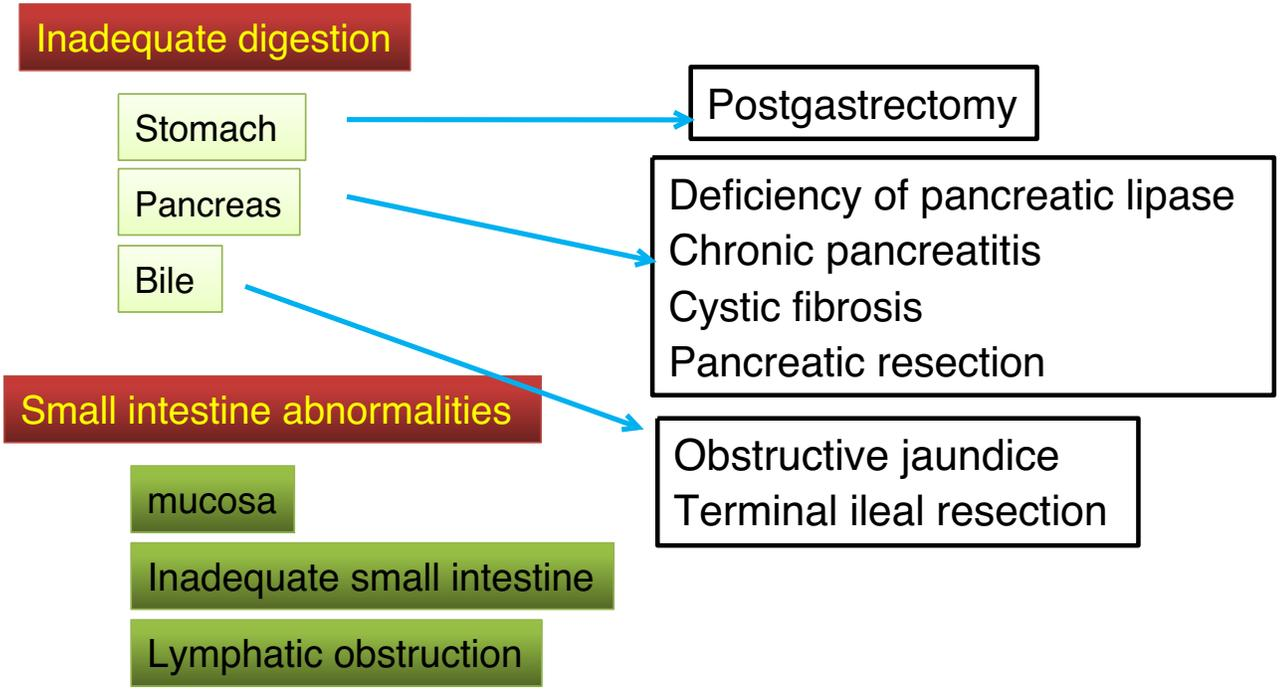 Inadequate digestion
Stomach
Postgastrectomy
Pancreas
Deficiency of pancreatic lipase
Chronic pancreatitis
Cystic fibrosis
Pancreatic resection
Bile
Obstructive jaundice
Terminal ileal resection
Small intestine abnormalities
mucosa
Inadequate small intestine
Lymphatic obstruction